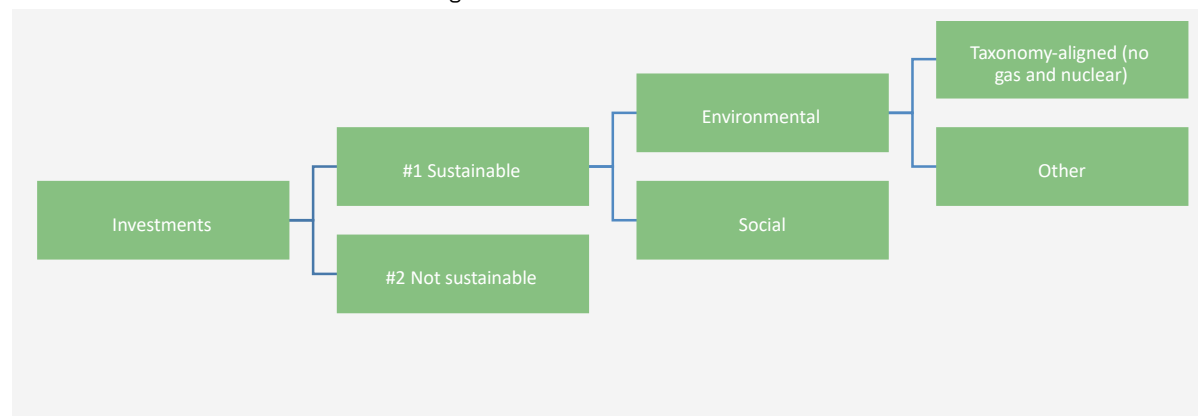 Taxonomy-aligned (no
gas and nuclear)
Environmental
#1 Sustainable
Other
Investments
Social
#2 Not sustainable